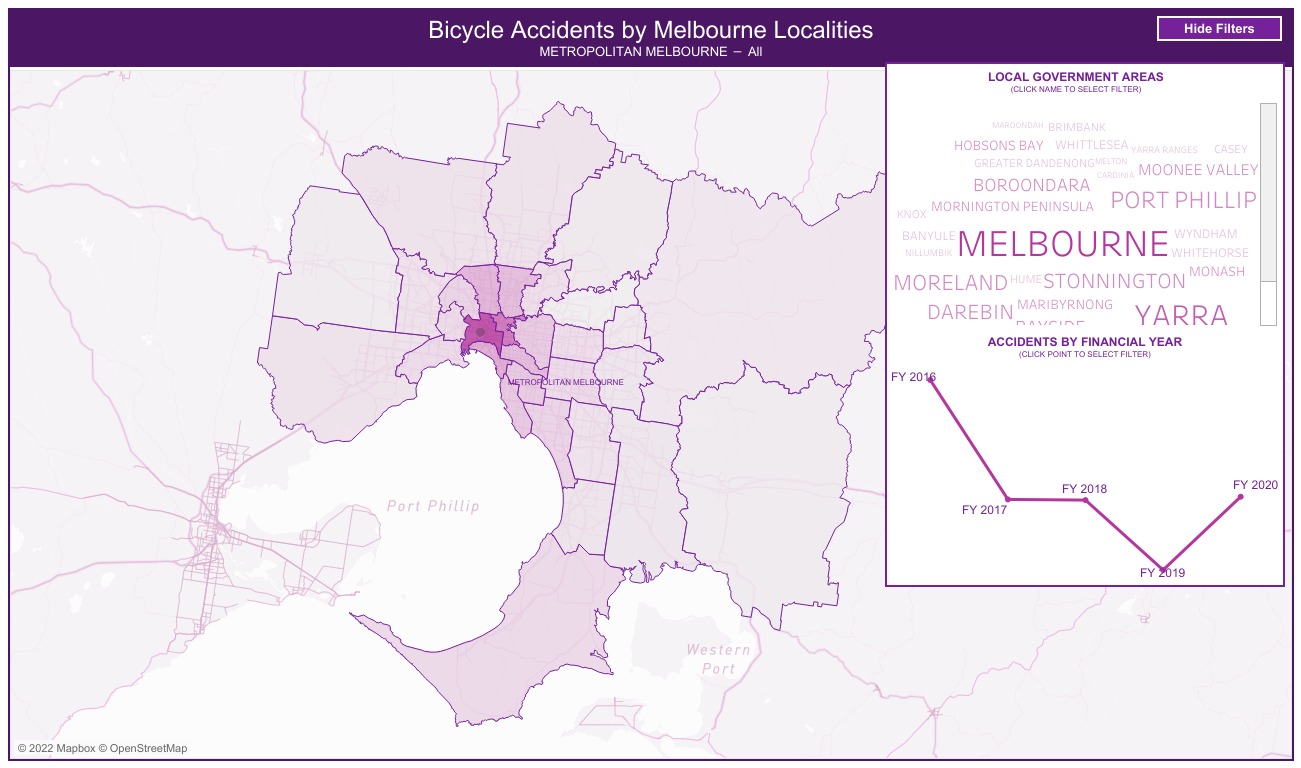 Bicycle Accidents by Melbourne Localities
METROPOLITAN MELBOURNE – All
Hide Filters
LOCAL GOVERNMENT AREAS
(CLICK NAME TO SELECT FILTER)
MAROONDAH BRIMBANK
HOBSONS BAY WHITTLESEA YARRA RANGES CASEY
GREATER DANDENONG MELTON
CARDINIA MOONEE VALLEY
BOROONDARA
PORT PHILLIP
KNOX MORNINGTON PENINSULA
BANYULE MELBOURNE WYNDHAM
NILLUMBIK WHITEHORSE
MORELAND HUME STONNINGTON MONASH
DAREBIN MARIBYRNONG YARRA
BAYSIDE
ACCIDENTS BY FINANCIAL YEAR
(CLICK POINT TO SELECT FILTER)
FY 2016
FY 2017
FY 2018
FY 2019
FY 2020
METROPOLITAN MELBOURNE
Port Phillip
Western
Port
© 2022 Mapbox © OpenStreetMap